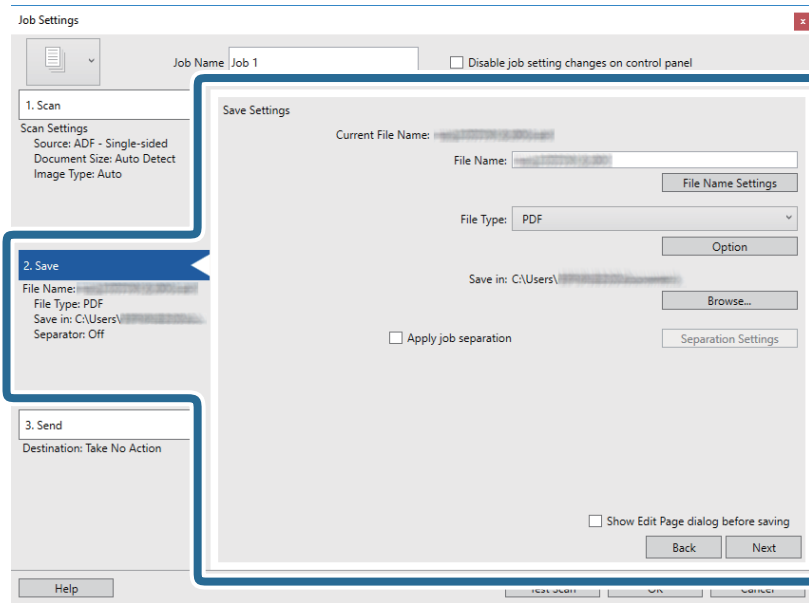 Job Settings
x
Job Name Job 1
Disable job setting changes on control panel
1. Scan
Scan Settings
Source: ADF - Single-sided
Document Size: Auto Detect
Image Type: Auto
2. Save
File Name:
File Type: PDF
Save in: C:\Users\
Separator: Off
3. Send
Destination: Take No Action
Save Settings
Current File Name:
File Name:
File Name Settings
File Type: PDF
Option
Save in: C:\Users\
Browse...
Apply job separation
Separation Settings
Show Edit Page dialog before saving
Back
Next
Help
Test Scan
OK
Cancel